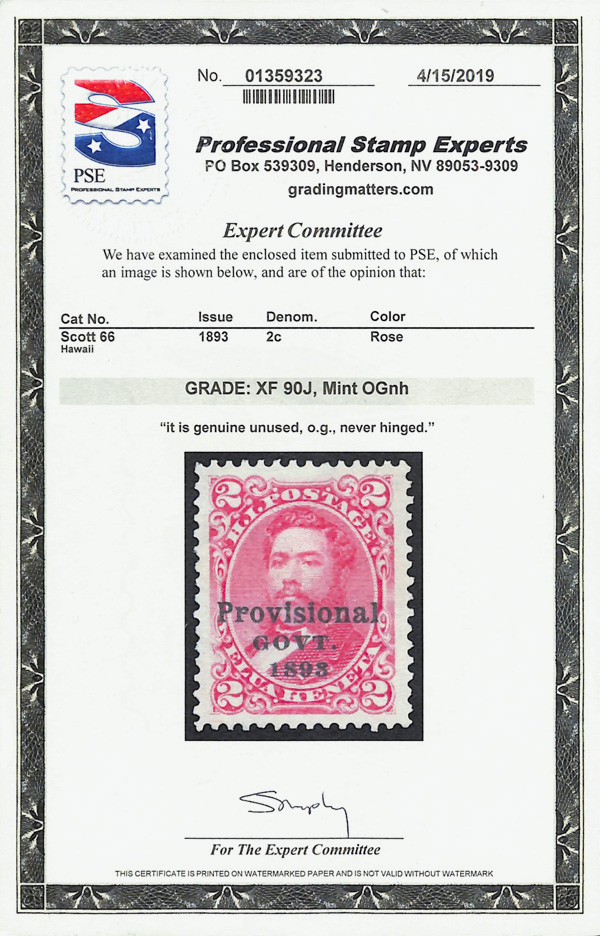 No. 01359323
4/15/2019
PSE
PROFESSIONAL STAMP EXPERTS
Professional Stamp Experts
PO Box 539309, Henderson, NV 89053-9309
gradingmatters.com
Expert Committee
We have examined the enclosed item submitted to PSE, of which
an image is shown below, and are of the opinion that:
Cat No. Issue Denom. Color
Scott 66 1893 2c Rose
Hawaii
GRADE: XF 90J, Mint OGnh
“it is genuine unused, o.g., never hinged.”
2 2
H.I. POSTAGE
Provisional
GOVT.
1893
ELUA KENETA
2 2
For The Expert Committee
THIS CERTIFICATE IS PRINTED ON WATERMARKED PAPER AND IS NOT VALID WITHOUT WATERMARK